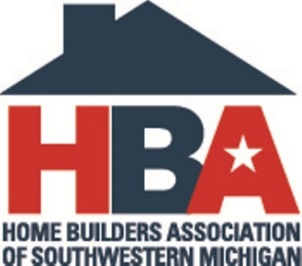 HBA
HOME BUILDERS ASSOCIATION
OF SOUTHWESTERN MICHIGAN